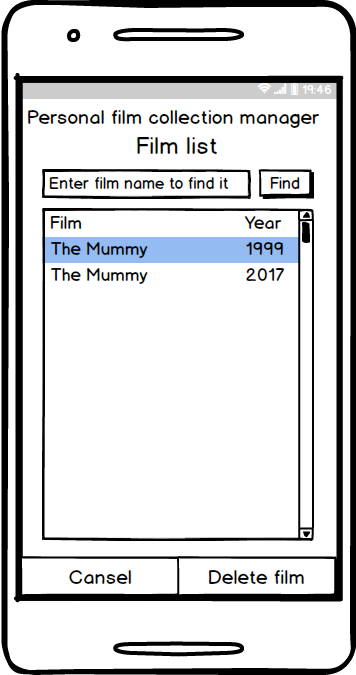 19:46
Personal film collection manager
Film list
Enter film name to find it Find
Film Year
The Mummy 1999
The Mummy 2017
Cansel Delete film